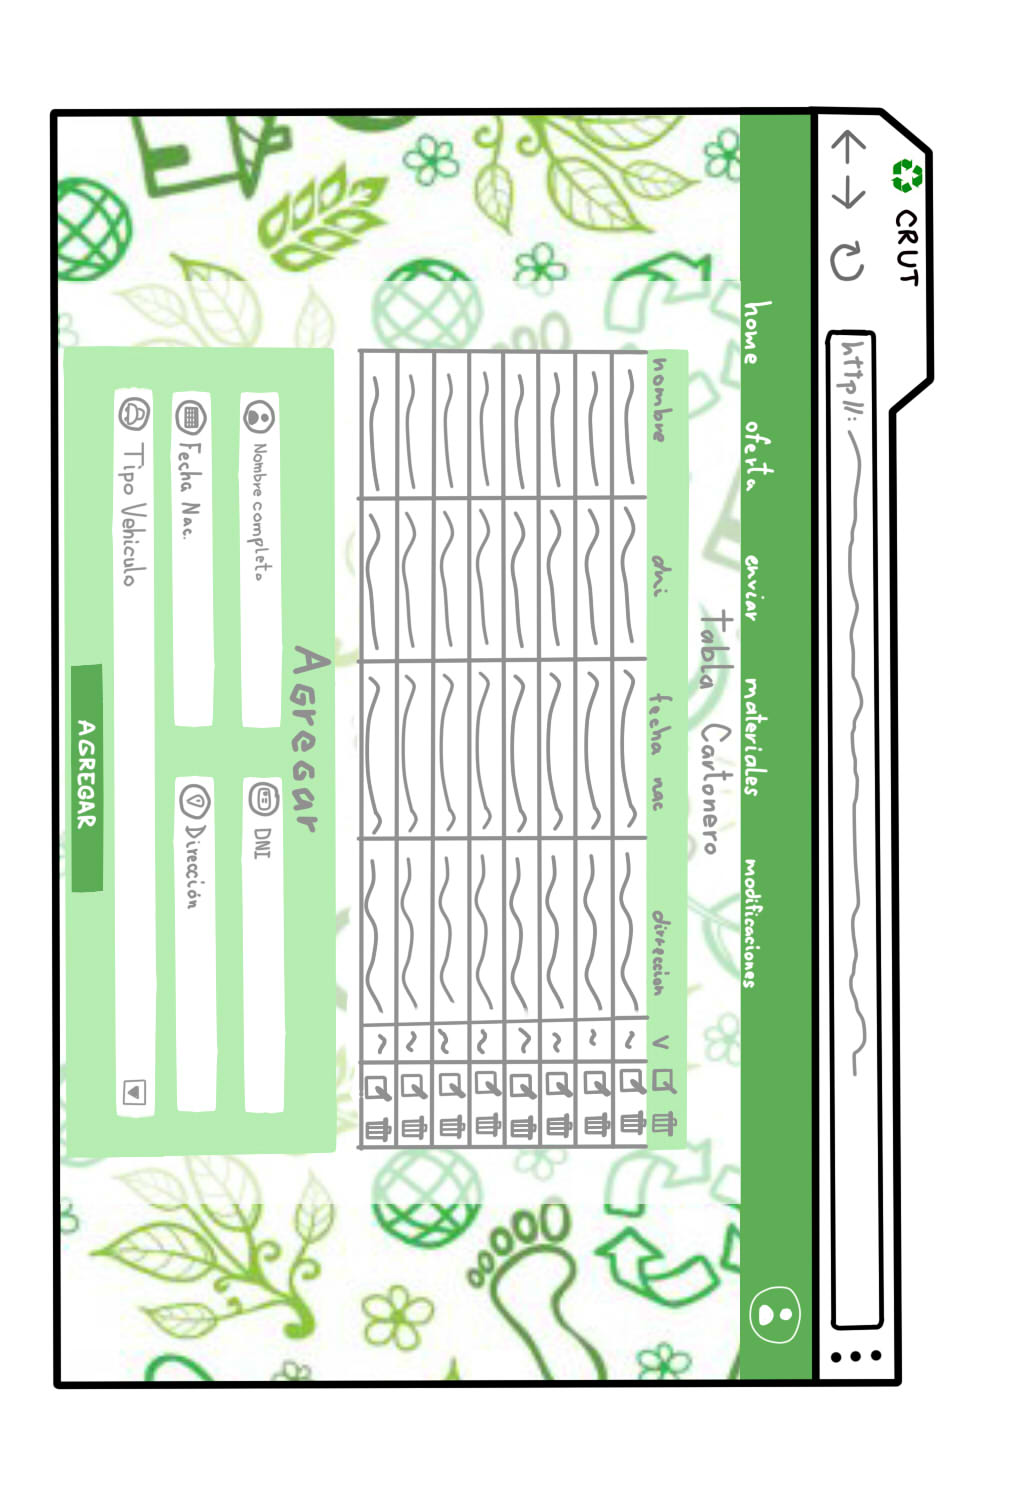 CRUT
http//:
home oferta enviar materiales modificaciones
Tabla Cartonero
nombre dni fecha nac dirreccion V
Agregar
Nombre completo DNI
Fecha Nac. Dirección
Tipo Vehiculo
AGREGAR